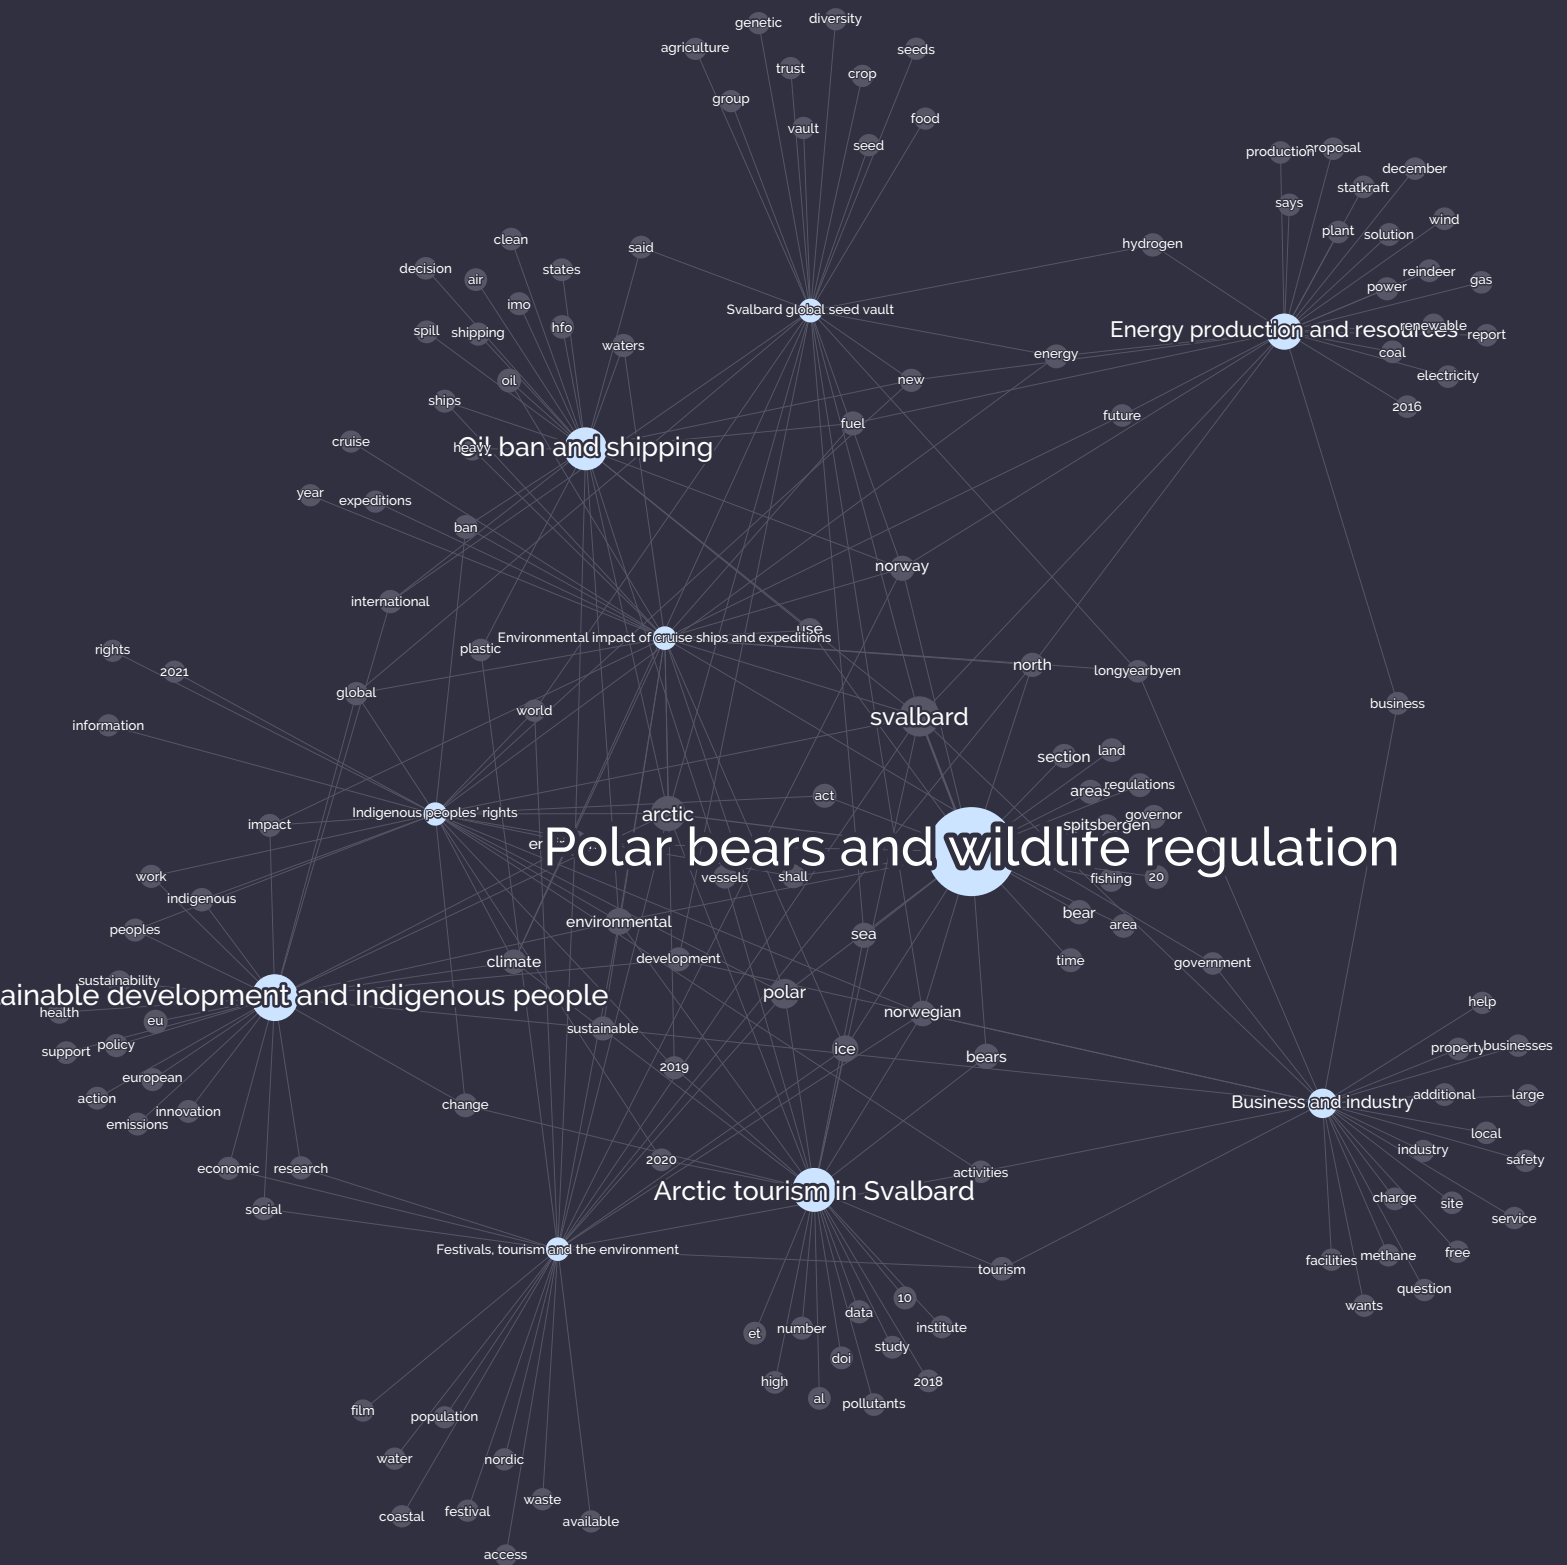 genetic
diversity
agriculture
seeds
trust
crop
group
food
vault
seed
production
proposal
december
statkraft
says
wind
plant
solution
hydrogen
clean
said
decision
air
states
reindeer
gas
power
imo
Svalbard global seed vault
spill
shipping
hfo
waters
Energy production and resources
renewable
report
energy
coal
oil
new
electricity
ships
2016
future
fuel
cruise
heavy
Oil ban and shipping
year
expeditions
ban
norway
international
use
Environmental impact of cruise ships and expeditions
rights
plastic
north
2021
longyearbyen
global
world
business
svalbard
information
land
section
regulations
areas
act
Indigenous peoples' rights
arctic
governor
impact
spitsbergen
Polar bears and wildlife regulation
work
vessels
shall
fishing
20
indigenous
bear
peoples
environmental
area
sea
climate
development
time
government
sustainability
polar
ainable development and indigenous people
health
eu
norwegian
help
sustainable
support
policy
ice
bears
property
businesses
2019
european
action
change
innovation
emissions
Business and industry
additional
large
local
economic
research
2020
activities
industry
safety
Arctic tourism in Svalbard
social
charge
site
service
Festivals, tourism and the environment
tourism
facilities
methane
free
question
10
wants
data
et
number
institute
study
doi
high
2018
al
pollutants
film
population
water
nordic
waste
coastal
festival
available
access